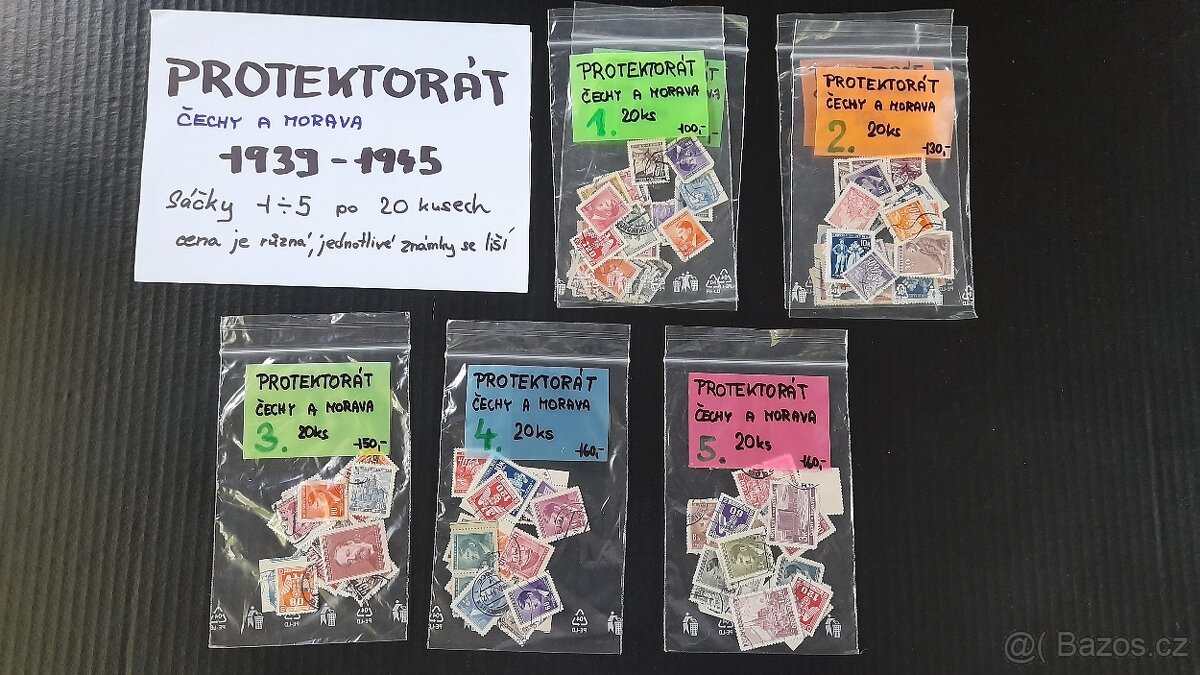 PROTEKTORÁT
ČECHY A MORAVA
1939-1945
Sáčky 1÷5 po 20 kusech
cena je různá, jednotlivé známky se liší
PROTEKTORÁT
ČECHY A MORAVA
1. 20ks
100,-
PROTEKTORÁT
ČECHY A MORAVA
2. 20ks
130,-
PROTEKTORÁT
ČECHY A MORAVA
3. 20ks
150,-
PROTEKTORÁT
ČECHY A MORAVA
4. 20ks
160,-
PROTEKTORÁT
ČECHY A MORAVA
5. 20ks
160,-
@( Bazos.cz